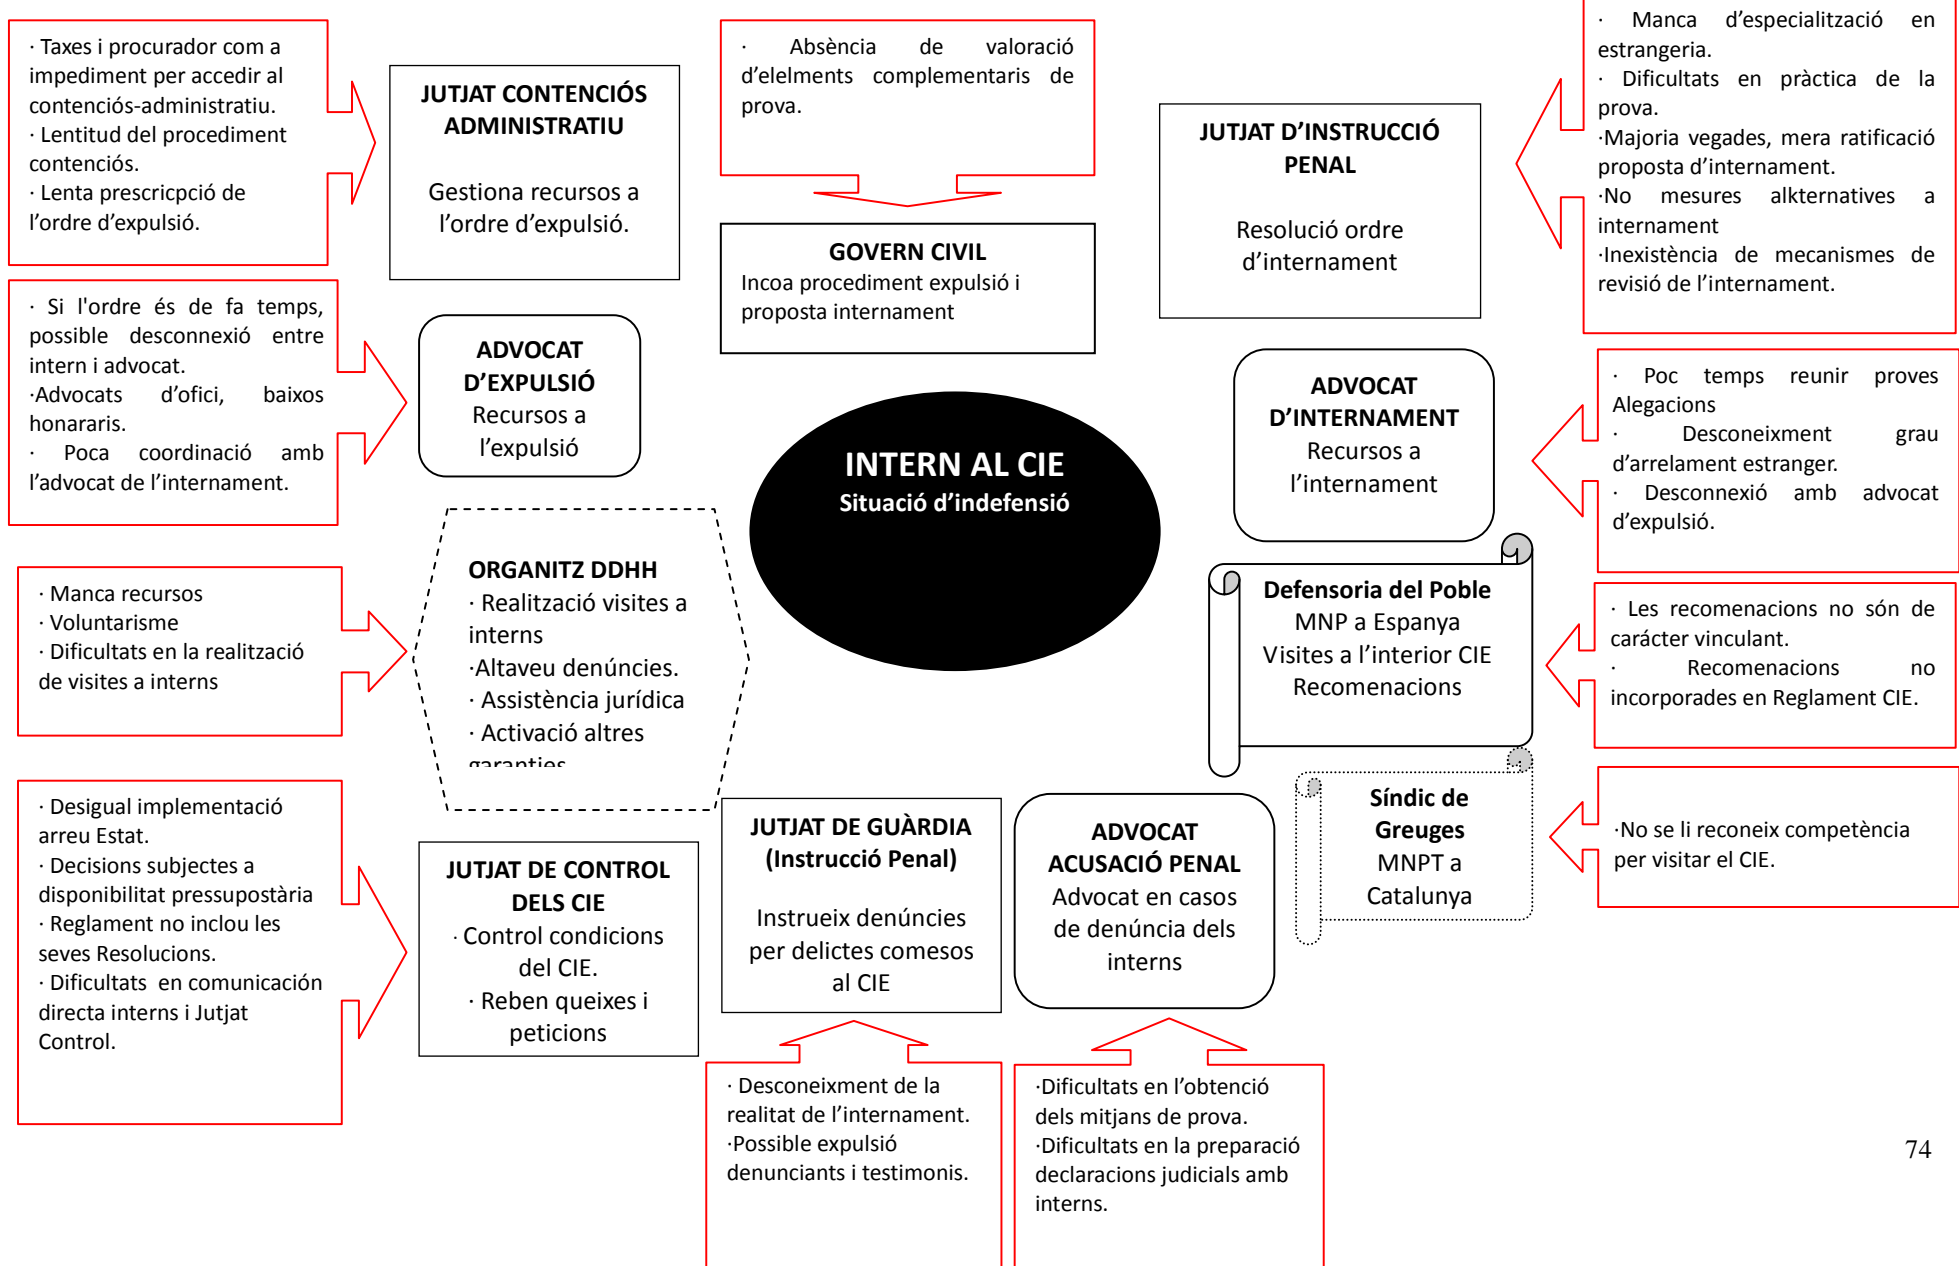 · Taxes i procurador com a
impediment per accedir al
contenciós-administratiu.
· Lentitud del procediment
contenciós.
· Lenta prescricpció de
l’ordre d’expulsió.
JUTJAT CONTENCIÓS
ADMINISTRATIU
Gestiona recursos a
l’ordre d’expulsió.
· Absència de valoració
d’elelments complementaris de
prova.
GOVERN CIVIL
Incoa procediment expulsió i
proposta internament
JUTJAT D’INSTRUCCIÓ
PENAL
Resolució ordre
d’internament
· Manca d’especialització en
estrangeria.
· Dificultats en pràctica de la
prova.
·Majoria vegades, mera ratificació
proposta d’internament.
·No mesures alkternatives a
internament
·Inexistència de mecanismes de
revisió de l’internament.
· Si l'ordre és de fa temps,
possible desconnexió entre
intern i advocat.
·Advocats d’ofici, baixos
honararis.
· Poca coordinació amb
l’advocat de l’internament.
ADVOCAT
D’EXPULSIÓ
Recursos a
l’expulsió
INTERN AL CIE
Situació d’indefensió
ADVOCAT
D’INTERNAMENT
Recursos a
l’internament
· Poc temps reunir proves
Alegacions
· Desconeixment grau
d’arrelament estranger.
· Desconnexió amb advocat
d’expulsió.
· Manca recursos
· Voluntarisme
· Dificultats en la realització
de visites a interns
ORGANITZ DDHH
· Realització visites a
interns
·Altaveu denúncies.
· Assistència jurídica
· Activació altres
garanties
Defensoria del Poble
MNP a Espanya
Visites a l’interior CIE
Recomenacions
· Les recomenacions no són de
carácter vinculant.
· Recomenacions no
incorporades en Reglament CIE.
· Desigual implementació
arreu Estat.
· Decisions subjectes a
disponibilitat pressupostària
· Reglament no inclou les
seves Resolucions.
· Dificultats en comunicación
directa interns i Jutjat
Control.
JUTJAT DE CONTROL
DELS CIE
· Control condicions
del CIE.
· Reben queixes i
peticions
JUTJAT DE GUÀRDIA
(Instrucció Penal)
Instrueix denúncies
per delictes comesos
al CIE
ADVOCAT
ACUSACIÓ PENAL
Advocat en casos
de denúncia dels
interns
Síndic de
Greuges
MNPT a
Catalunya
·No se li reconeix competència
per visitar el CIE.
· Desconeixment de la
realitat de l’internament.
·Possible expulsió
denunciants i testimonis.
·Dificultats en l’obtenció
dels mitjans de prova.
·Dificultats en la preparació
declaracions judicials amb
interns.
74